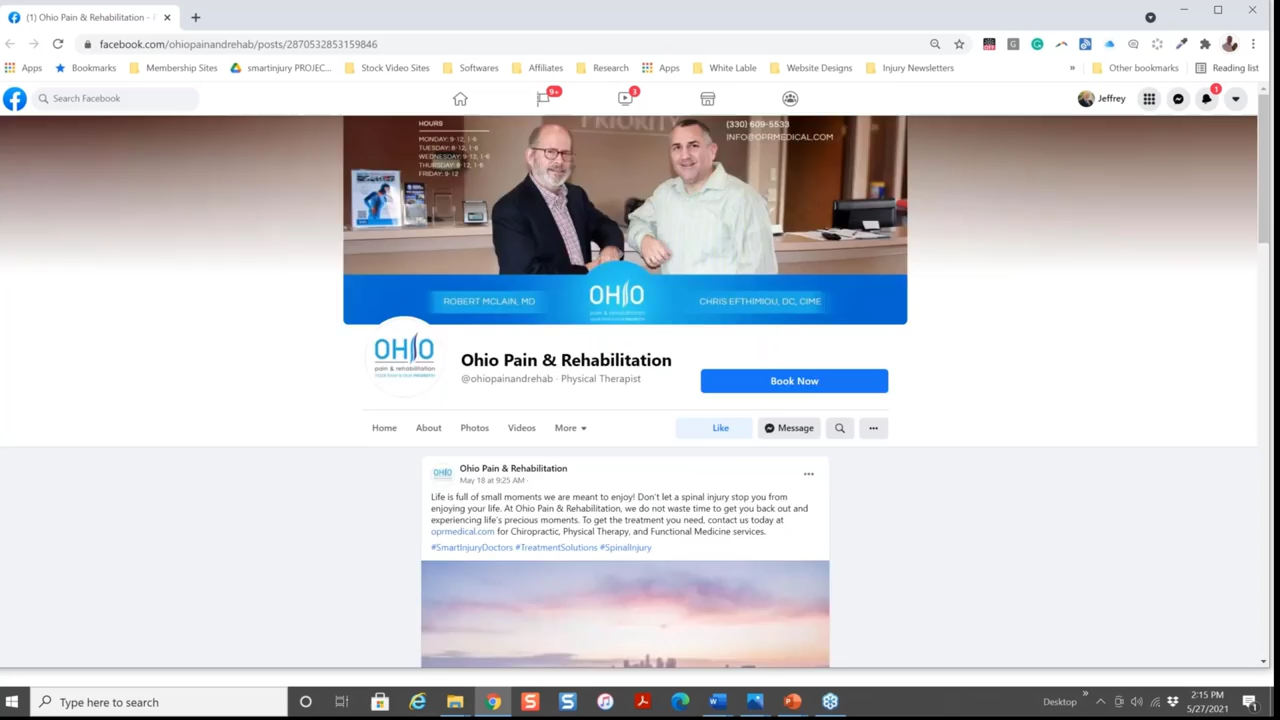 (1) Ohio Pain & Rehabilitation -
facebook.com/ohiopainandrehab/posts/2870532853159846
Apps
Bookmarks
Membership Sites
smartinjury PROJEC...
Stock Video Sites
Softwares
Affiliates
Research
Apps
White Lable
Website Designs
Injury Newsletters
»
Other bookmarks
Reading list
Search Facebook
9+
3
Jeffrey
1
HOURS
MONDAY: 9-12, 1-6
TUESDAY: 8-12, 1-6
WEDNESDAY: 9-12, 1-6
THURSDAY: 8-12, 1-6
FRIDAY: 9-12
PRIORITY
(330) 609-5533
INFO@OPRMEDICAL.COM
ROBERT MCLAIN, MD
OHIO
pain & rehabilitation
CHRIS EFTHIMIOU, DC, CIME
OHIO
pain & rehabilitation
Ohio Pain & Rehabilitation
@ohiopainandrehab · Physical Therapist
Book Now
Home
About
Photos
Videos
More
Like
Message
OHIO
Ohio Pain & Rehabilitation
May 18 at 9:25 AM ·
Life is full of small moments we are meant to enjoy! Don't let a spinal injury stop you from
enjoying your life. At Ohio Pain & Rehabilitation, we do not waste time to get you back out and
experiencing life's precious moments. To get the treatment you need, contact us today at
oprmedical.com for Chiropractic, Physical Therapy, and Functional Medicine services.
#SmartInjuryDoctors #TreatmentSolutions #SpinalInjury
Type here to search
Desktop
»
2:15 PM
5/27/2021
1